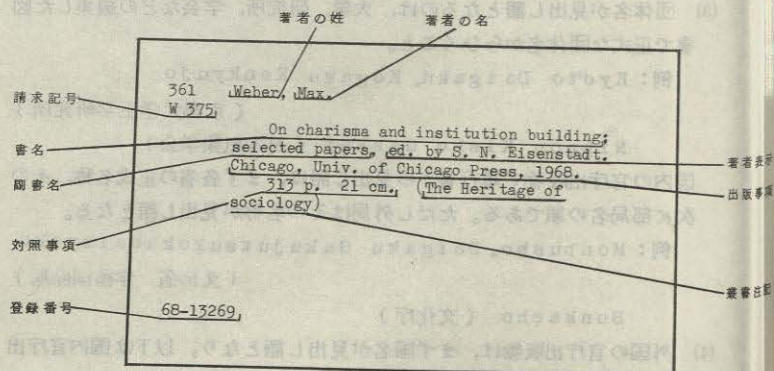 著者の姓 著者の名
請求記号 361 Weber, Max.
W 375
書名 On charisma and institution building;
selected papers, ed. by S. N. Eisenstadt. 著者表示
副書名 Chicago, Univ. of Chicago Press, 1968. 出版事項
313 p. 21 cm. (The Heritage of
sociology)
対照事項
叢書注記
登録番号 68-13269